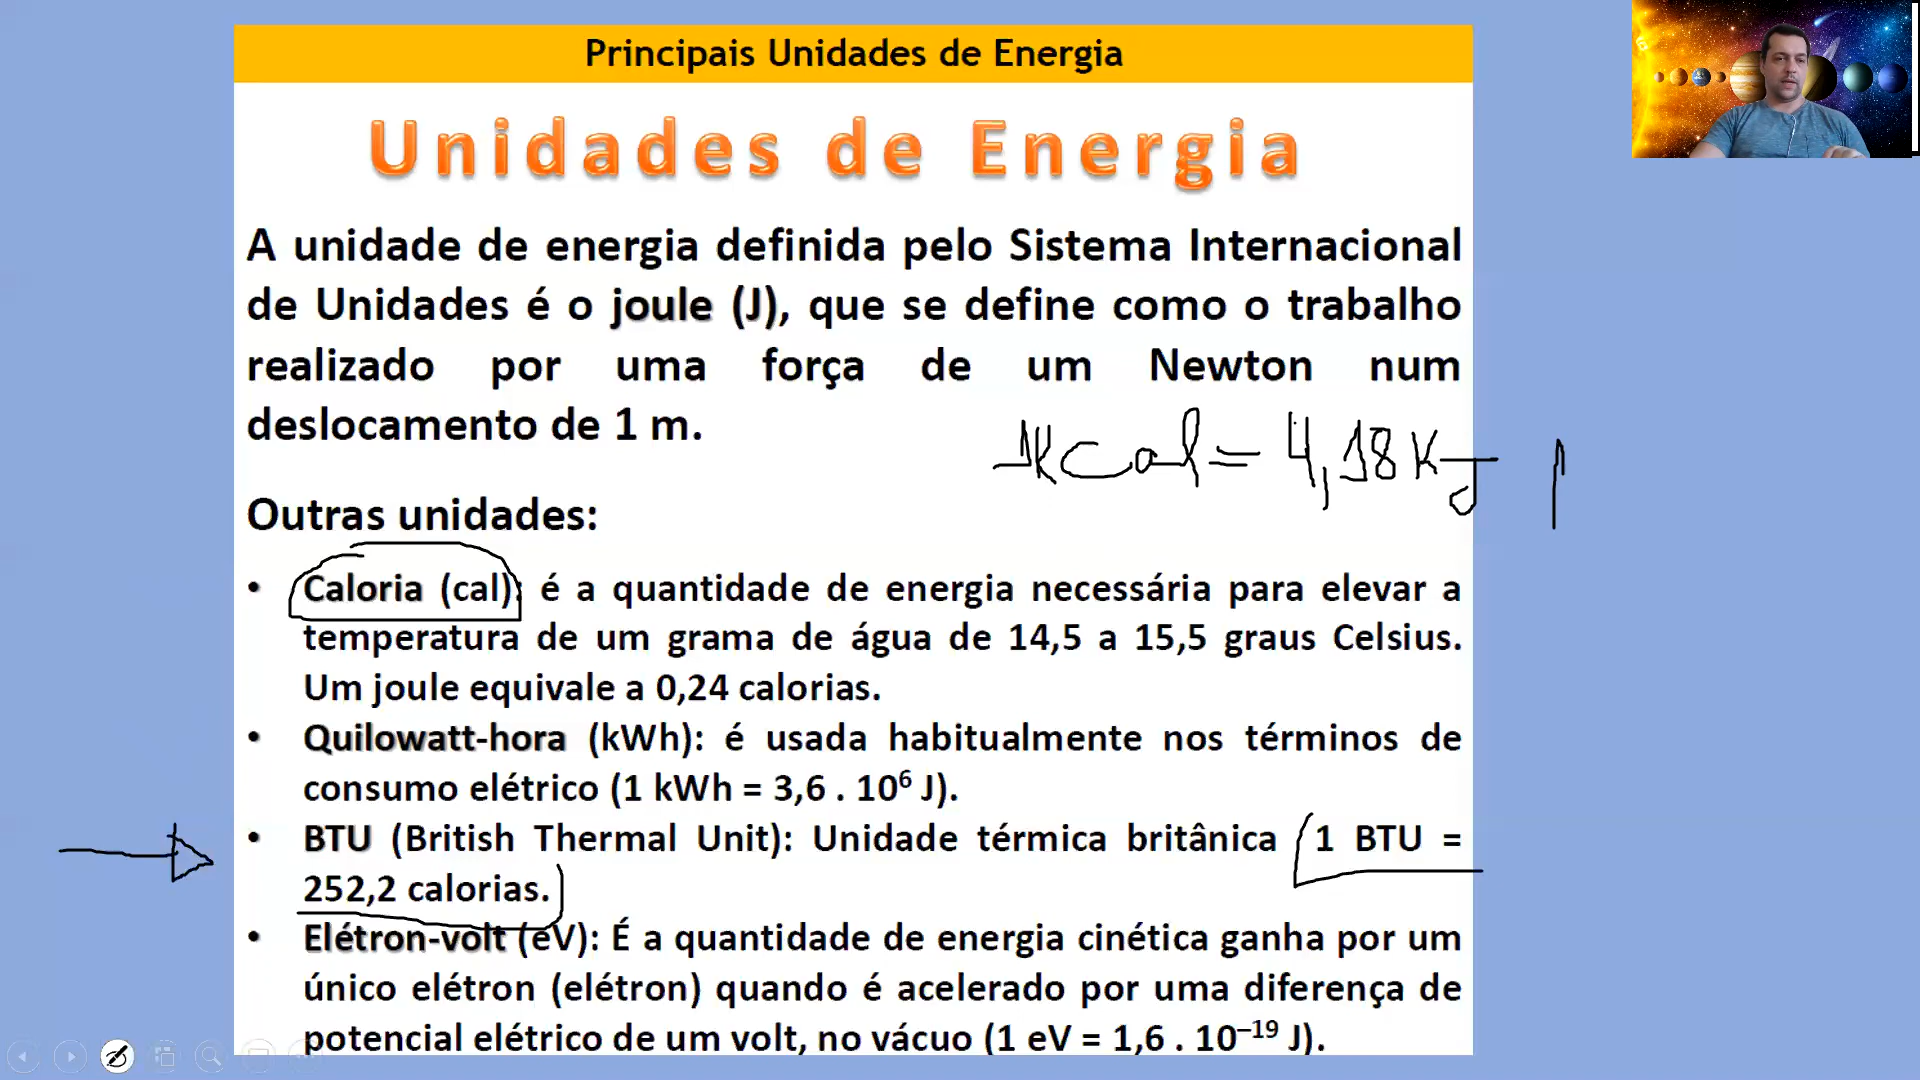 Principais Unidades de Energia
Unidades de Energia
A unidade de energia definida pelo Sistema Internacional
de Unidades é o joule (J), que se define como o trabalho
realizado por uma força de um Newton num
deslocamento de 1 m.
1kCal = 4,18 KJ 1
Outras unidades:
• Caloria (cal): é a quantidade de energia necessária para elevar a
temperatura de um grama de água de 14,5 a 15,5 graus Celsius.
Um joule equivale a 0,24 calorias.
• Quilowatt-hora (kWh): é usada habitualmente nos términos de
consumo elétrico (1 kWh = 3,6 . 10⁶ J).
• BTU (British Thermal Unit): Unidade térmica britânica (1 BTU =
252,2 calorias.
• Elétron-volt (eV): É a quantidade de energia cinética ganha por um
único elétron (elétron) quando é acelerado por uma diferença de
potencial elétrico de um volt, no vácuo (1 eV = 1,6 . 10⁻¹⁹ J).